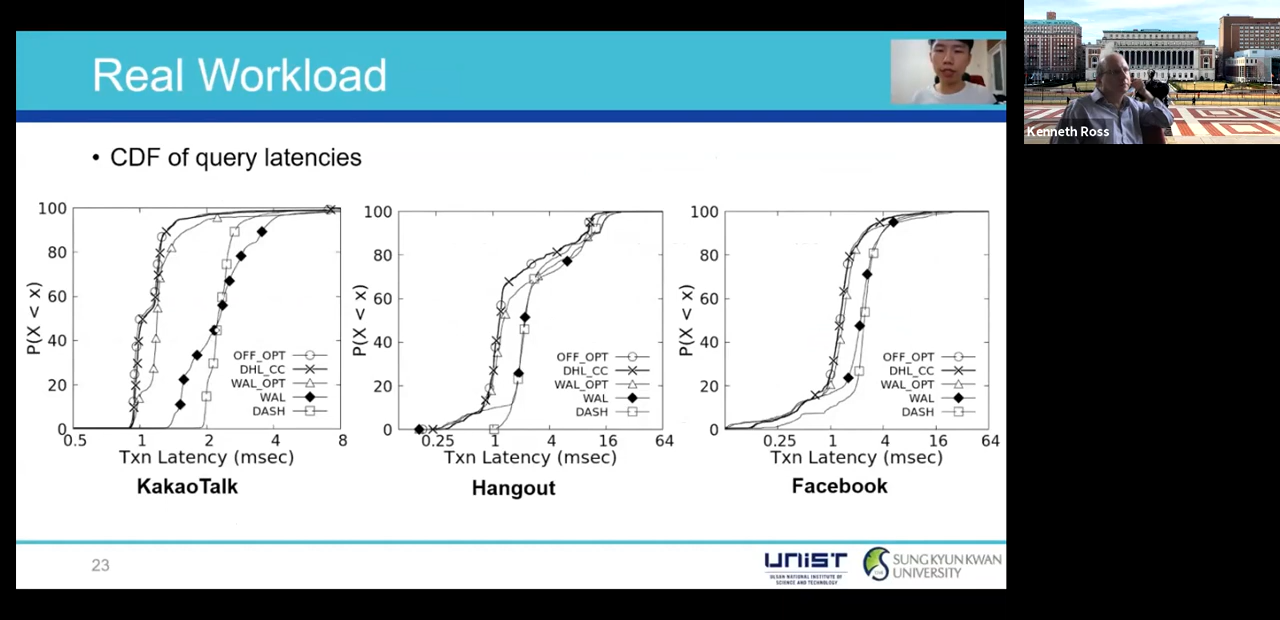 Real Workload
Kenneth Ross
• CDF of query latencies
100
80
60
40
20
0
P(X < x)
OFF_OPT
DHL_CC
WAL_OPT
WAL
DASH
0.5 1 2 4 8
Txn Latency (msec)
KakaoTalk
100
80
60
40
20
0
P(X < x)
OFF_OPT
DHL_CC
WAL_OPT
WAL
DASH
0.25 1 4 16 64
Txn Latency (msec)
Hangout
100
80
60
40
20
0
P(X < x)
OFF_OPT
DHL_CC
WAL_OPT
WAL
DASH
0.25 1 4 16 64
Txn Latency (msec)
Facebook
23
UNIST
ULSAN NATIONAL INSTITUTE OF
SCIENCE AND TECHNOLOGY
SUNGKYUNKWAN
UNIVERSITY